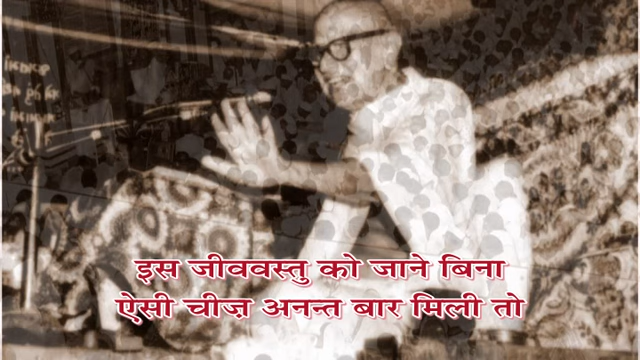 इस जीववस्तु को जाने बिना
ऐसी चीज़ अनन्त बार मिली तो